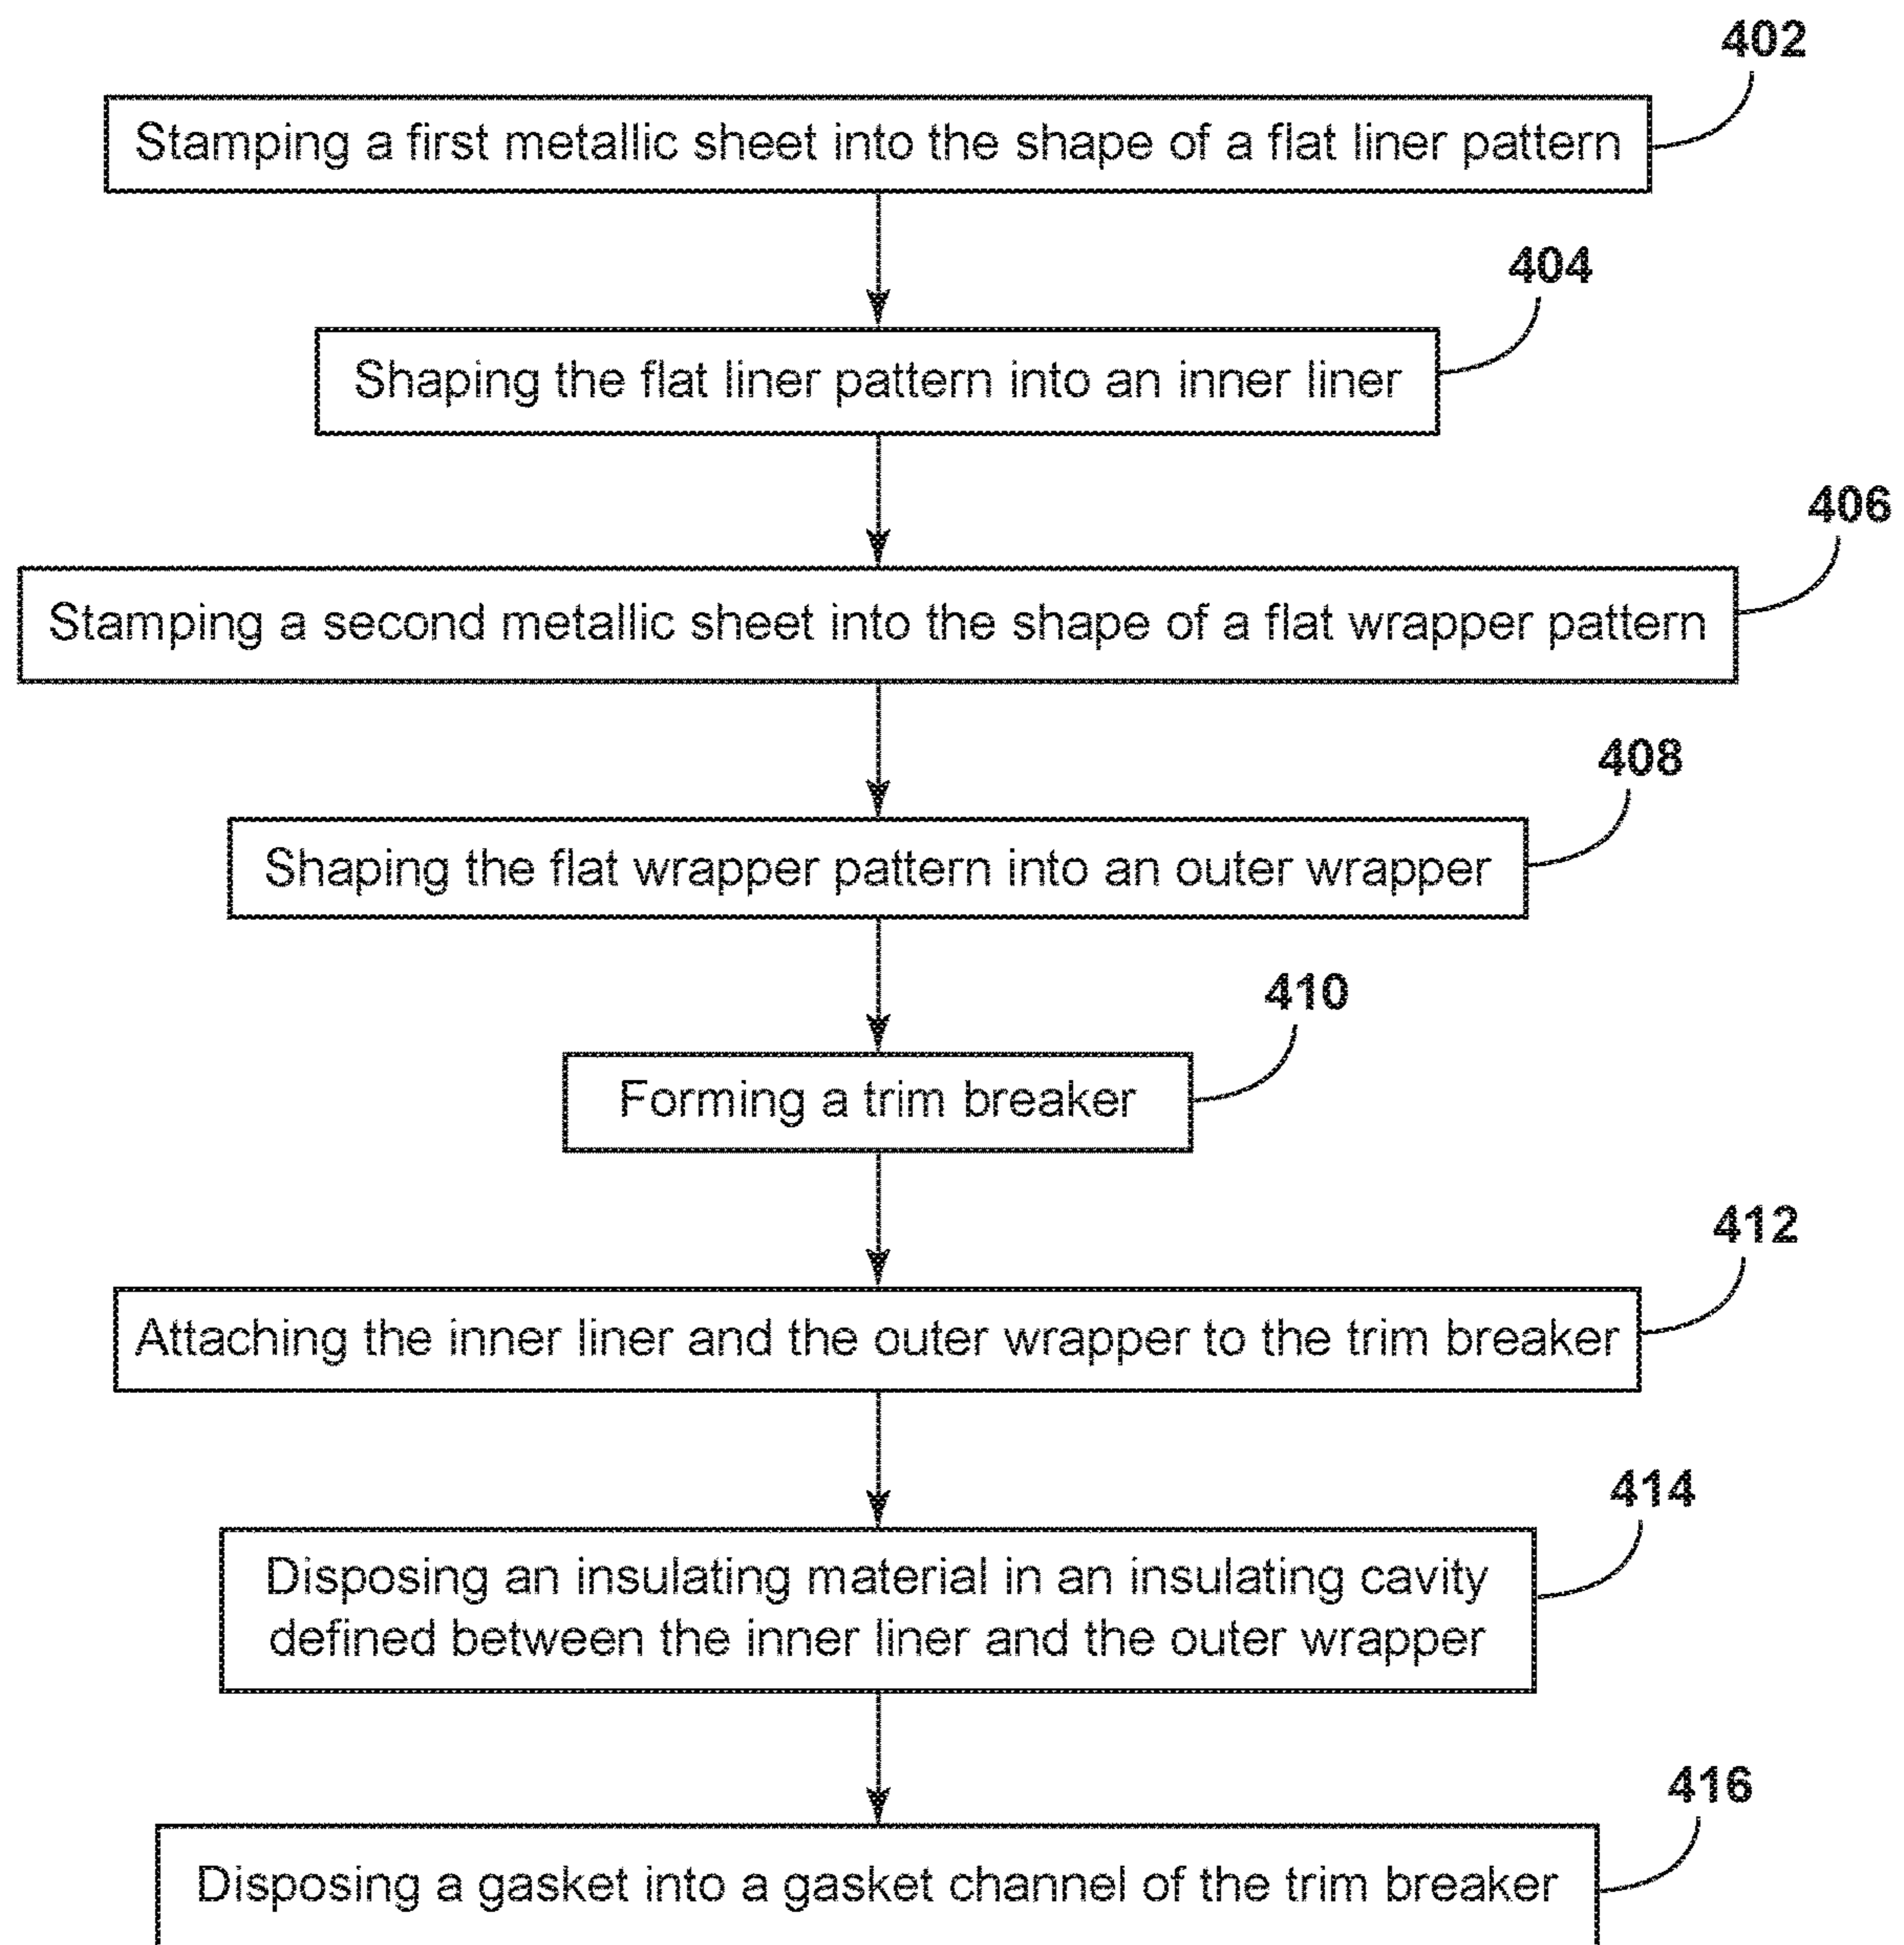 402
Stamping a first metallic sheet into the shape of a flat liner pattern
404
Shaping the flat liner pattern into an inner liner
406
Stamping a second metallic sheet into the shape of a flat wrapper pattern
408
Shaping the flat wrapper pattern into an outer wrapper
410
Forming a trim breaker
412
Attaching the inner liner and the outer wrapper to the trim breaker
414
Disposing an insulating material in an insulating cavity
defined between the inner liner and the outer wrapper
416
Disposing a gasket into a gasket channel of the trim breaker